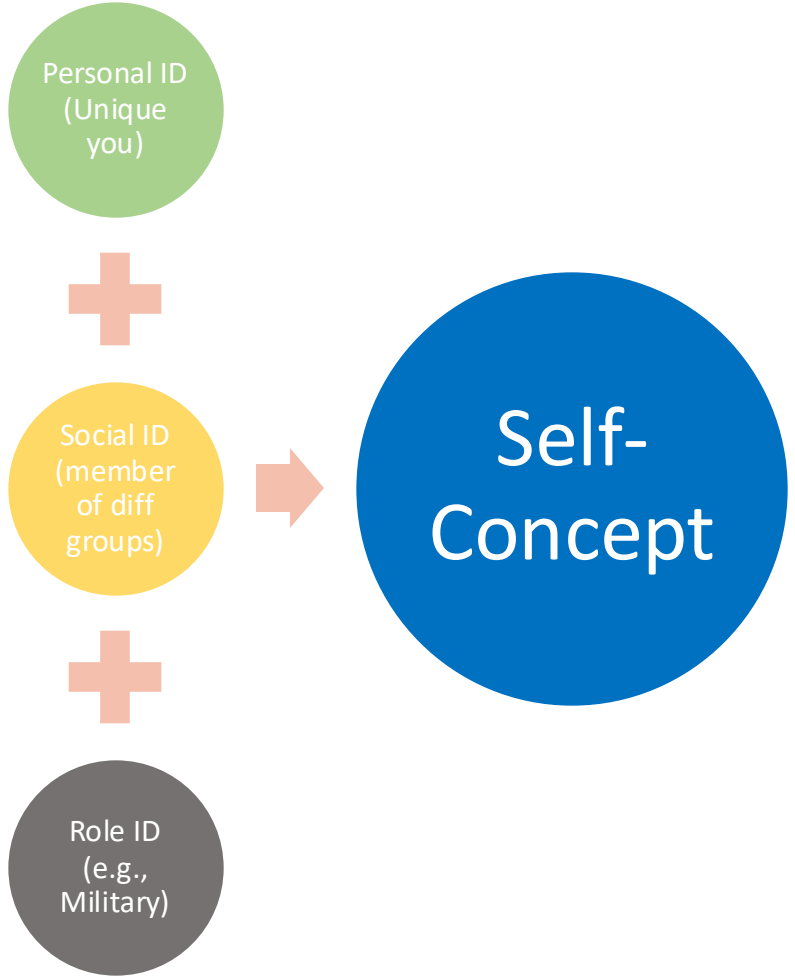 Personal ID
(Unique
you)
Social ID
(member
of diff
groups)
Self-
Concept
Role ID
(e.g.,
Military)